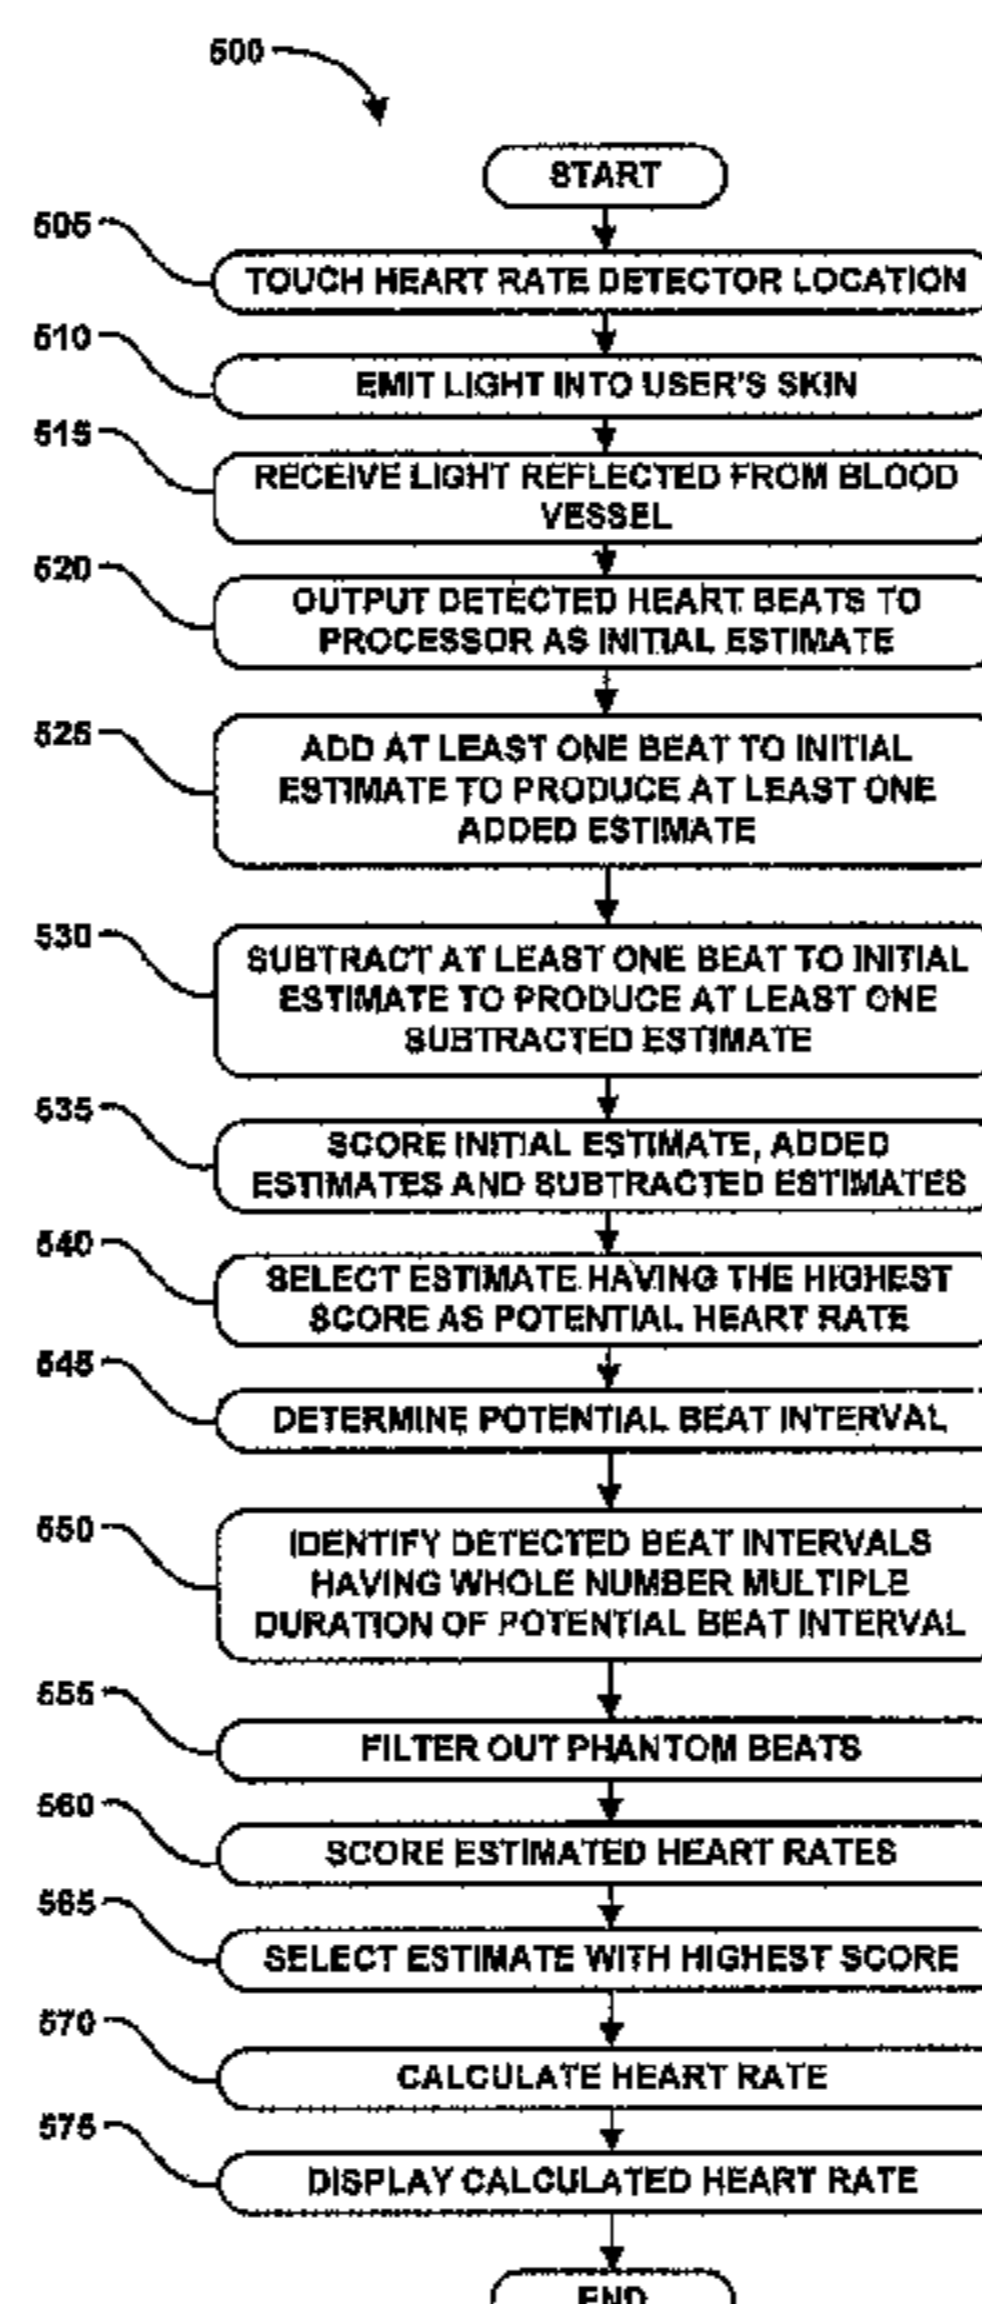 500
START
505
TOUCH HEART RATE DETECTOR LOCATION
510
EMIT LIGHT INTO USER'S SKIN
515
RECEIVE LIGHT REFLECTED FROM BLOOD
VESSEL
520
OUTPUT DETECTED HEART BEATS TO
PROCESSOR AS INITIAL ESTIMATE
525
ADD AT LEAST ONE BEAT TO INITIAL
ESTIMATE TO PRODUCE AT LEAST ONE
ADDED ESTIMATE
530
SUBTRACT AT LEAST ONE BEAT TO INITIAL
ESTIMATE TO PRODUCE AT LEAST ONE
SUBTRACTED ESTIMATE
535
SCORE INITIAL ESTIMATE, ADDED
ESTIMATES AND SUBTRACTED ESTIMATES
540
SELECT ESTIMATE HAVING THE HIGHEST
SCORE AS POTENTIAL HEART RATE
545
DETERMINE POTENTIAL BEAT INTERVAL
550
IDENTIFY DETECTED BEAT INTERVALS
HAVING WHOLE NUMBER MULTIPLE
DURATION OF POTENTIAL BEAT INTERVAL
555
FILTER OUT PHANTOM BEATS
560
SCORE ESTIMATED HEART RATES
565
SELECT ESTIMATE WITH HIGHEST SCORE
570
CALCULATE HEART RATE
575
DISPLAY CALCULATED HEART RATE
END